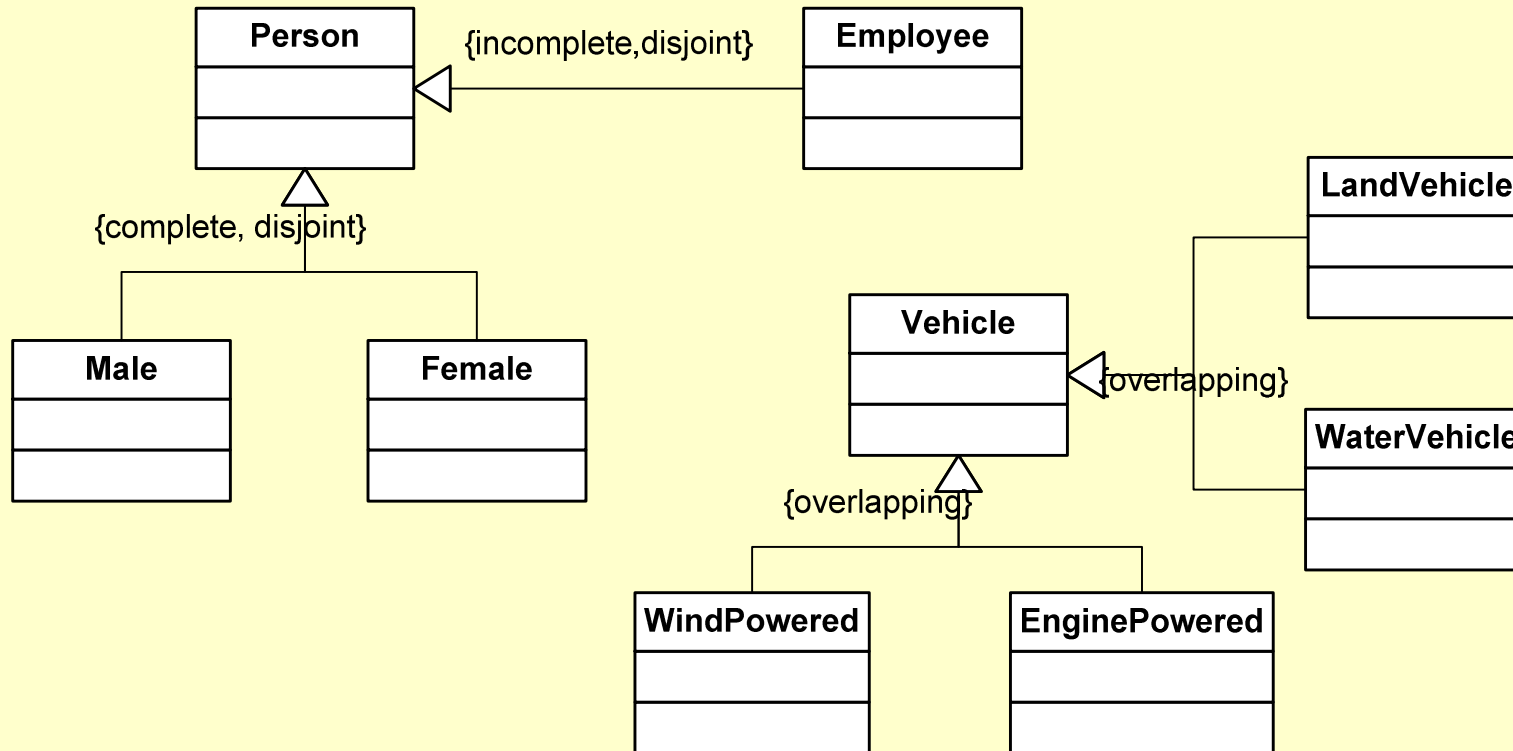 Person
{incomplete,disjoint}
Employee
{complete, disjoint}
LandVehicle
Male
Female
Vehicle
{overlapping}
WaterVehicle
{overlapping}
WindPowered
EnginePowered